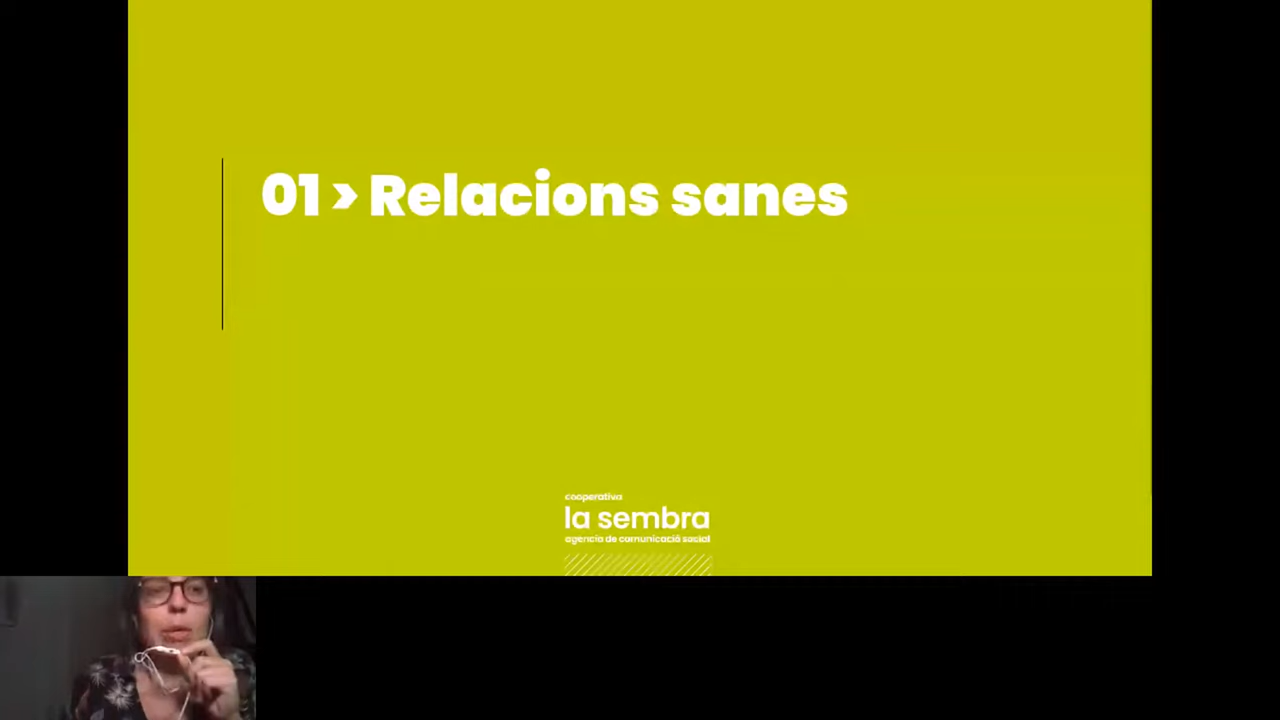 01 > Relacions sanes
cooperativa
la sembra
agència de comunicació social